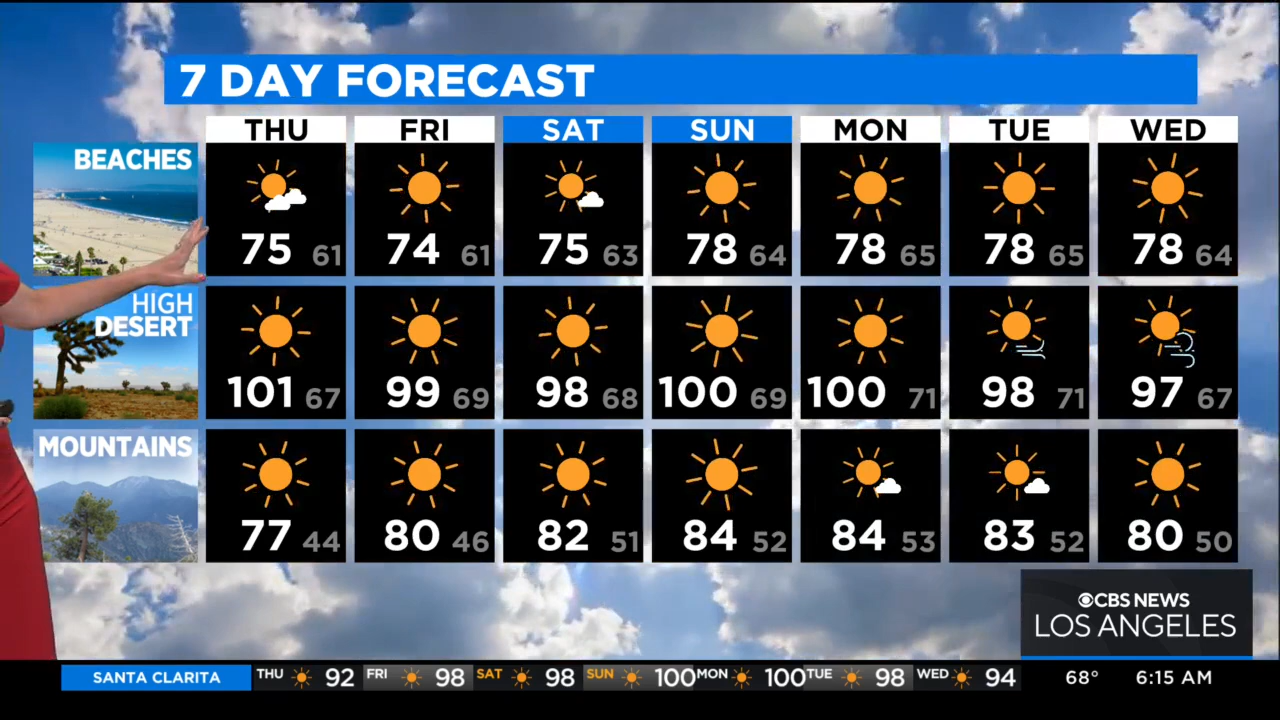 7 DAY FORECAST
THU FRI SAT SUN MON TUE WED
BEACHES
75 61 74 61 75 63 78 64 78 65 78 65 78 64
HIGH
DESERT
101 67 99 69 98 68 100 69 100 71 98 71 97 67
MOUNTAINS
77 44 80 46 82 51 84 52 84 53 83 52 80 50
CBS NEWS
LOS ANGELES
SANTA CLARITA THU 92 FRI 98 SAT 98 SUN 100 MON 100 TUE 98 WED 94 68° 6:15 AM